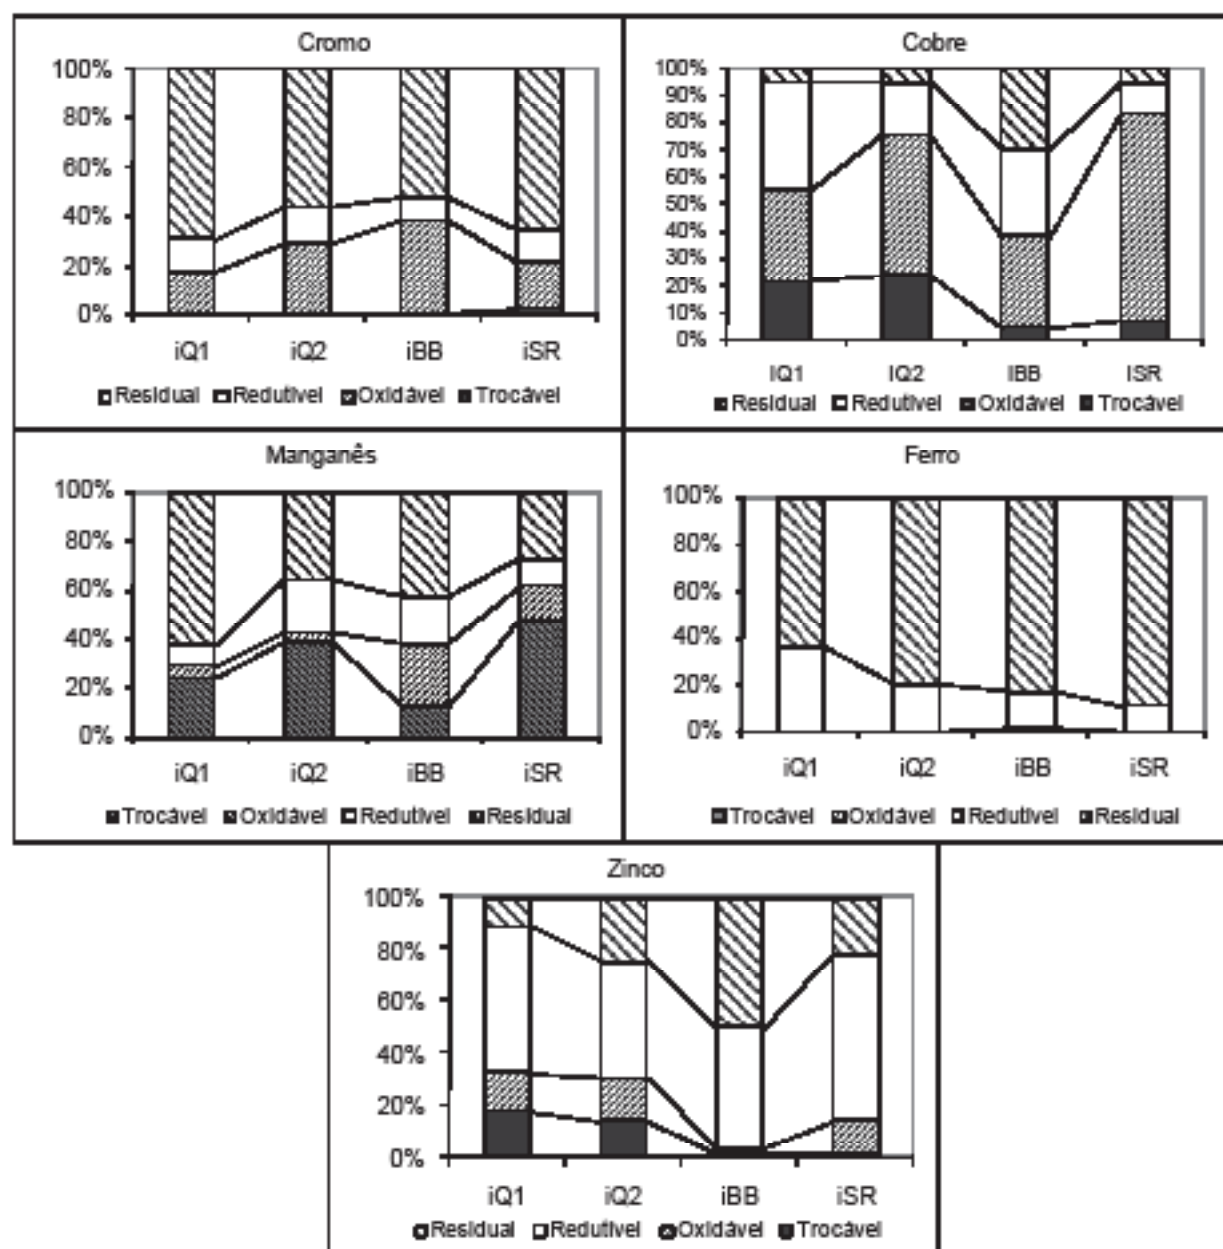 Cromo
100%
80%
60%
40%
20%
0%
iQ1 iQ2 iBB iSR
Residual Redutível Oxidável Trocável
Cobre
100%
90%
80%
70%
60%
50%
40%
30%
20%
10%
0%
IQ1 IQ2 IBB ISR
Residual Redutível Oxidável Trocável
Manganês
100%
80%
60%
40%
20%
0%
iQ1 iQ2 iBB iSR
Trocável Oxidável Redutível Residual
Ferro
100%
80%
60%
40%
20%
0%
iQ1 iQ2 iBB iSR
Trocável Oxidável Redutível Residual
Zinco
100%
80%
60%
40%
20%
0%
iQ1 iQ2 iBB iSR
Residual Redutível Oxidável Trocável